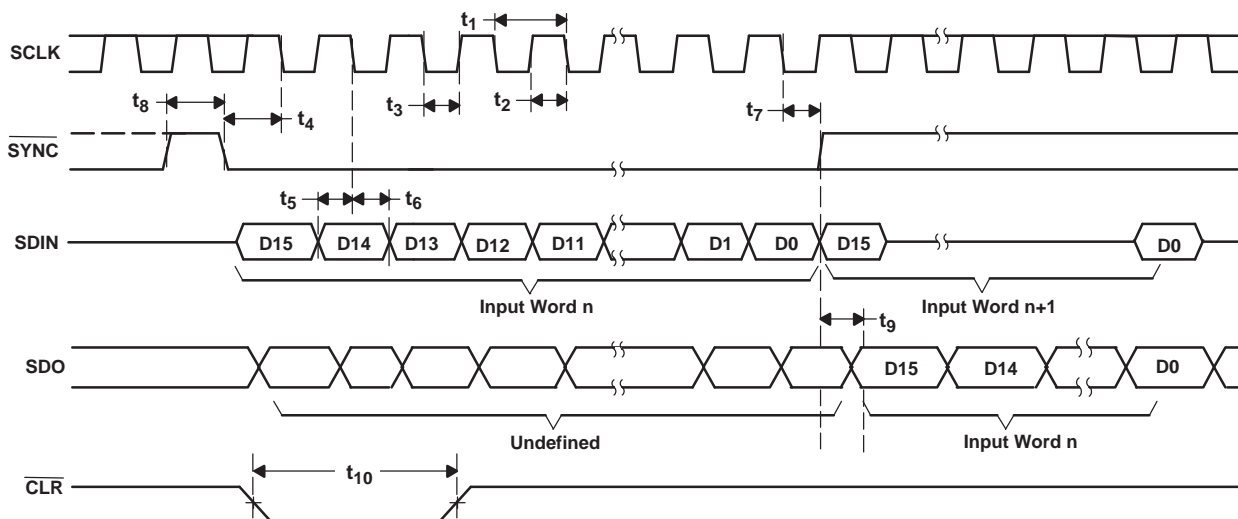 t1
SCLK
t8
t4
t3
t2
t7
SYNC
t5
t6
SDIN
D15
D14
D13
D12
D11
D1
D0
D15
D0
Input Word n
Input Word n+1
t9
SDO
D15
D14
D0
Undefined
Input Word n
t10
CLR